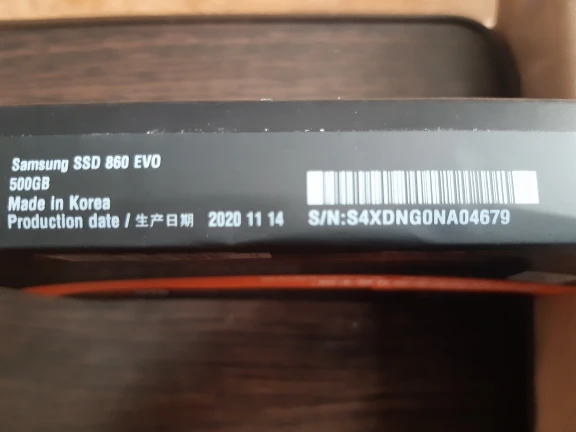 Samsung SSD 860 EVO
500GB
Made in Korea
Production date / 生产日期 2020 11 14
S/N:S4XDNG0NA04679